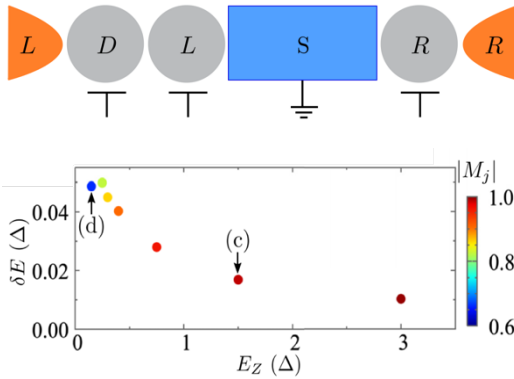 L D L S R R
|M_j|
(d) (c)
δE (Δ)
0.04
0.02
0.00
1.0
0.8
0.6
0 1 2 3
E_Z (Δ)